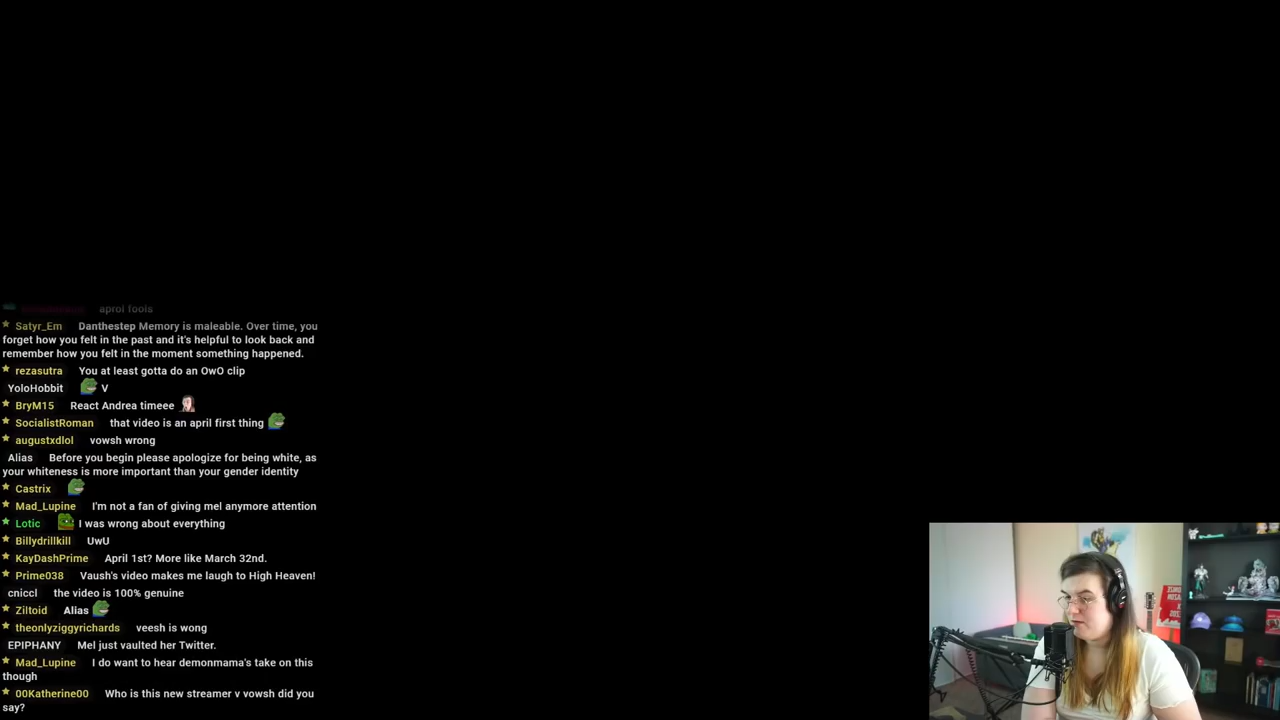 aprol fools
Satyr_Em Danthestep Memory is maleable. Over time, you
forget how you felt in the past and it's helpful to look back and
remember how you felt in the moment something happened.
rezasutra You at least gotta do an OwO clip
YoloHobbit V
BryM15 React Andrea timeee
SocialistRoman that video is an april first thing
augustxdlol vowsh wrong
Alias Before you begin please apologize for being white, as
your whiteness is more important than your gender identity
Castrix
Mad_Lupine I'm not a fan of giving mel anymore attention
Lotic I was wrong about everything
Billydrillkill UwU
KayDashPrime April 1st? More like March 32nd.
Prime038 Vaush's video makes me laugh to High Heaven!
cniccl the video is 100% genuine
Ziltoid Alias
theonlyziggyrichards veesh is wong
EPIPHANY Mel just vaulted her Twitter.
Mad_Lupine I do want to hear demonmama's take on this
though
00Katherine00 Who is this new streamer v vowsh did you
say?